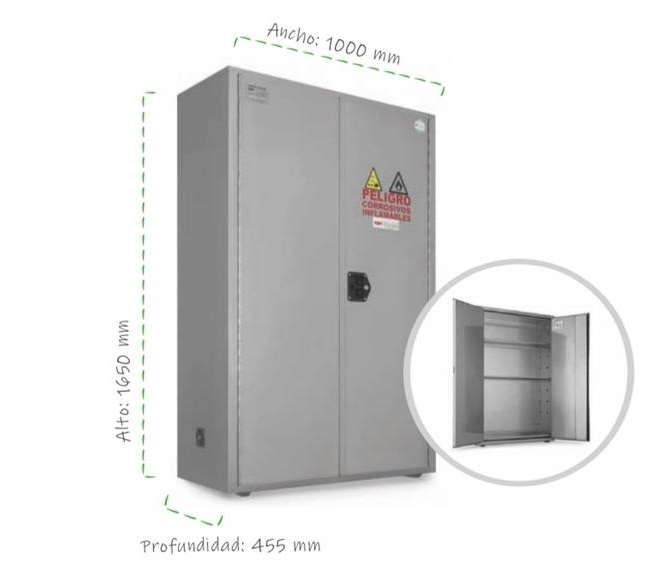 Ancho: 1000 mm
PELIGRO
CORROSIVOS
INFLAMABLES
Alto: 1650 mm
Profundidad: 455 mm